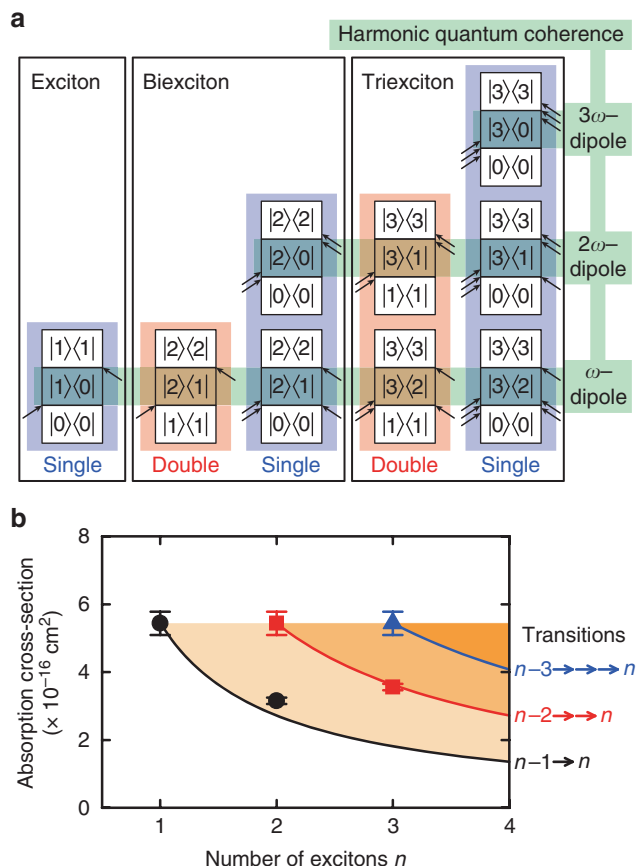 a
Harmonic quantum coherence
Exciton
Biexciton
Triexciton
|3⟩⟨3|
|3⟩⟨0|
|0⟩⟨0|
3ω–
dipole
|2⟩⟨2|
|2⟩⟨0|
|0⟩⟨0|
|3⟩⟨3|
|3⟩⟨1|
|1⟩⟨1|
|3⟩⟨3|
|3⟩⟨1|
|0⟩⟨0|
2ω–
dipole
|1⟩⟨1|
|1⟩⟨0|
|0⟩⟨0|
|2⟩⟨2|
|2⟩⟨1|
|1⟩⟨1|
|2⟩⟨2|
|2⟩⟨1|
|0⟩⟨0|
|3⟩⟨3|
|3⟩⟨2|
|1⟩⟨1|
|3⟩⟨3|
|3⟩⟨2|
|0⟩⟨0|
ω–
dipole
Single
Double
Single
Double
Single
b
Absorption cross-section
(× 10⁻¹⁶ cm²)
8
6
4
2
0
Transitions
n−3→→→n
n−2→→n
n−1→n
1 2 3 4
Number of excitons n